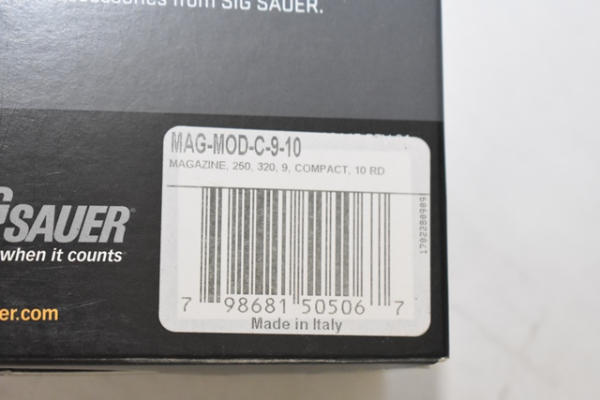 from SIG SAUER.
MAG-MOD-C-9-10
MAGAZINE, 250, 320, 9, COMPACT, 10 RD
G SAUER
when it counts
er.com
7 98681 50506 7
Made in Italy